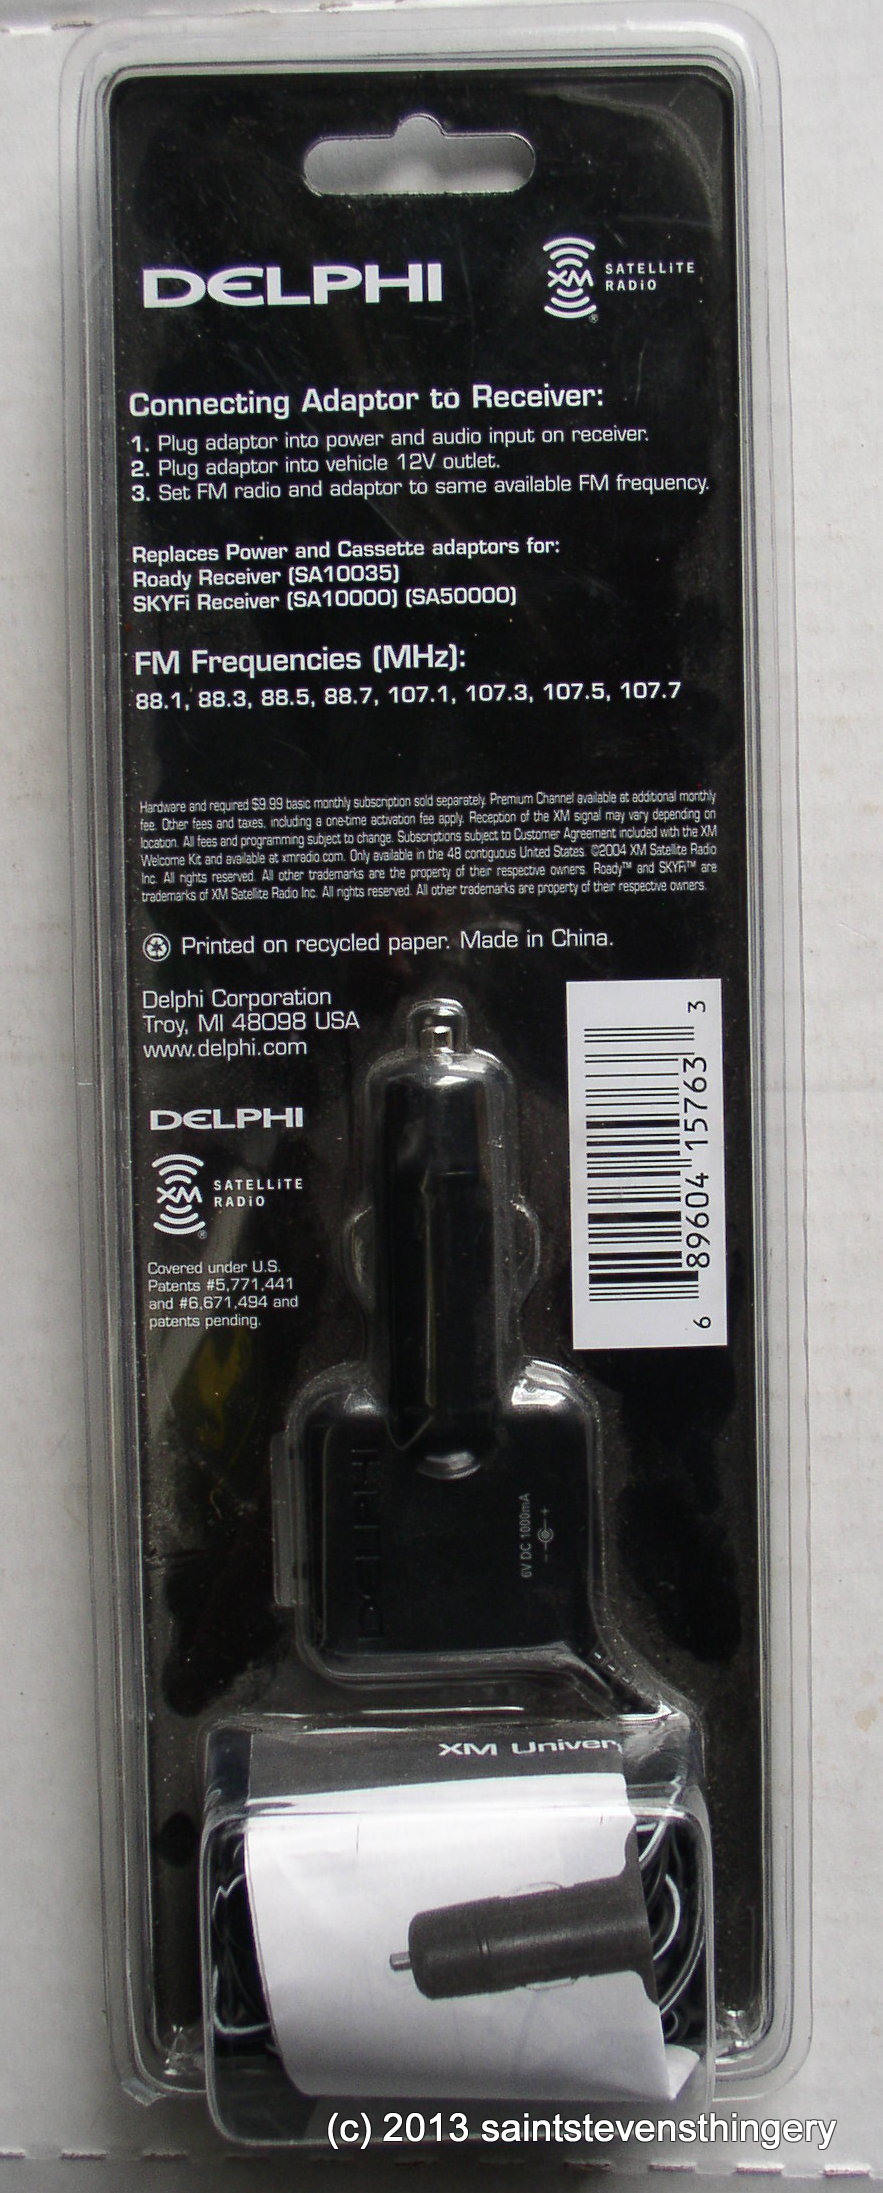 DELPHI
XM SATELLITE
RADIO
®
Connecting Adaptor to Receiver:
1. Plug adaptor into power and audio input on receiver.
2. Plug adaptor into vehicle 12V outlet.
3. Set FM radio and adaptor to same available FM frequency.
Replaces Power and Cassette adaptors for:
Roady Receiver (SA10035)
SKYFi Receiver (SA10000) (SA50000)
FM Frequencies (MHz):
88.1, 88.3, 88.5, 88.7, 107.1, 107.3, 107.5, 107.7
Hardware and required $9.99 basic monthly subscription sold separately. Premium Channel available at additional monthly
fee. Other fees and taxes, including a one-time activation fee apply. Reception of the XM signal may vary depending on
location. All fees and programming subject to change. Subscriptions subject to Customer Agreement included with the XM
Welcome Kit and available at xmradio.com. Only available in the 48 contiguous United States. ©2004 XM Satellite Radio
Inc. All rights reserved. All other trademarks are the property of their respective owners. Roady™ and SKYFi™ are
trademarks of XM Satellite Radio Inc. All rights reserved. All other trademarks are property of their respective owners.
Printed on recycled paper. Made in China.
Delphi Corporation
Troy, MI 48098 USA
www.delphi.com
DELPHI
XM SATELLITE
RADIO
®
Covered under U.S.
Patents #5,771,441
and #6,671,494 and
patents pending.
6 89604 15763 3
DELPHI
6V DC 1000mA
- +
XM Univer
(c) 2013 saintstevensthingery